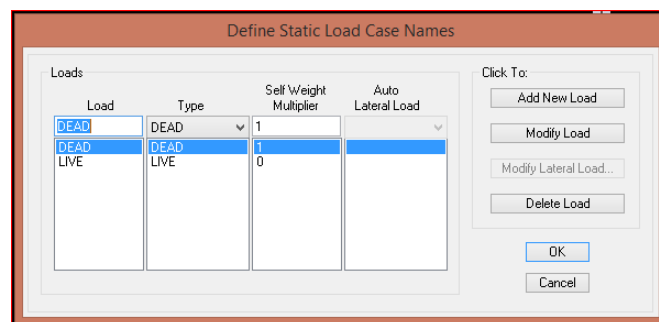 Define Static Load Case Names
Loads
Click To:
Load Type Self Weight Multiplier Auto Lateral Load
DEAD DEAD 1
DEAD DEAD 1
LIVE LIVE 0
Add New Load
Modify Load
Modify Lateral Load...
Delete Load
OK
Cancel